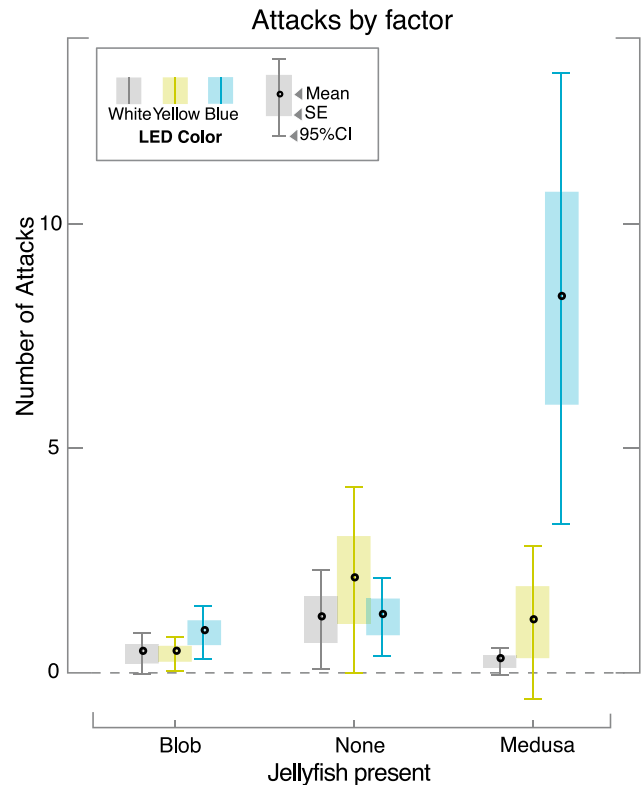 Attacks by factor
White Yellow Blue
LED Color
Mean
SE
95%CI
Number of Attacks
10
5
0
Blob None Medusa
Jellyfish present